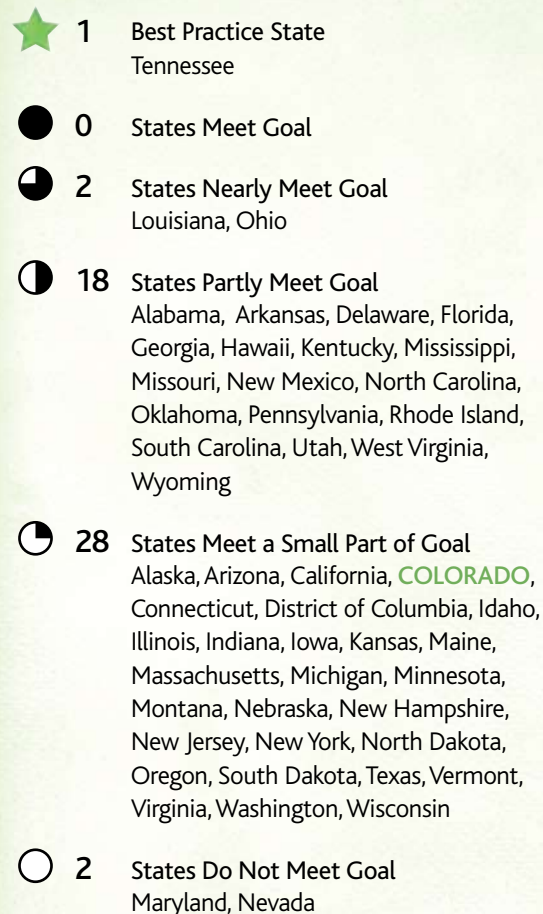 1 Best Practice State
Tennessee
0 States Meet Goal
2 States Nearly Meet Goal
Louisiana, Ohio
18 States Partly Meet Goal
Alabama, Arkansas, Delaware, Florida,
Georgia, Hawaii, Kentucky, Mississippi,
Missouri, New Mexico, North Carolina,
Oklahoma, Pennsylvania, Rhode Island,
South Carolina, Utah, West Virginia,
Wyoming
28 States Meet a Small Part of Goal
Alaska, Arizona, California, COLORADO,
Connecticut, District of Columbia, Idaho,
Illinois, Indiana, Iowa, Kansas, Maine,
Massachusetts, Michigan, Minnesota,
Montana, Nebraska, New Hampshire,
New Jersey, New York, North Dakota,
Oregon, South Dakota, Texas, Vermont,
Virginia, Washington, Wisconsin
2 States Do Not Meet Goal
Maryland, Nevada